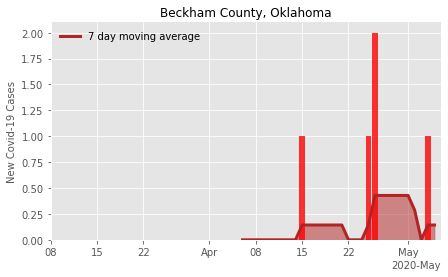 Beckham County, Oklahoma
7 day moving average
New Covid-19 Cases
2.00
1.75
1.50
1.25
1.00
0.75
0.50
0.25
0.00
08 15 22 Apr 08 15 22 May
2020-May